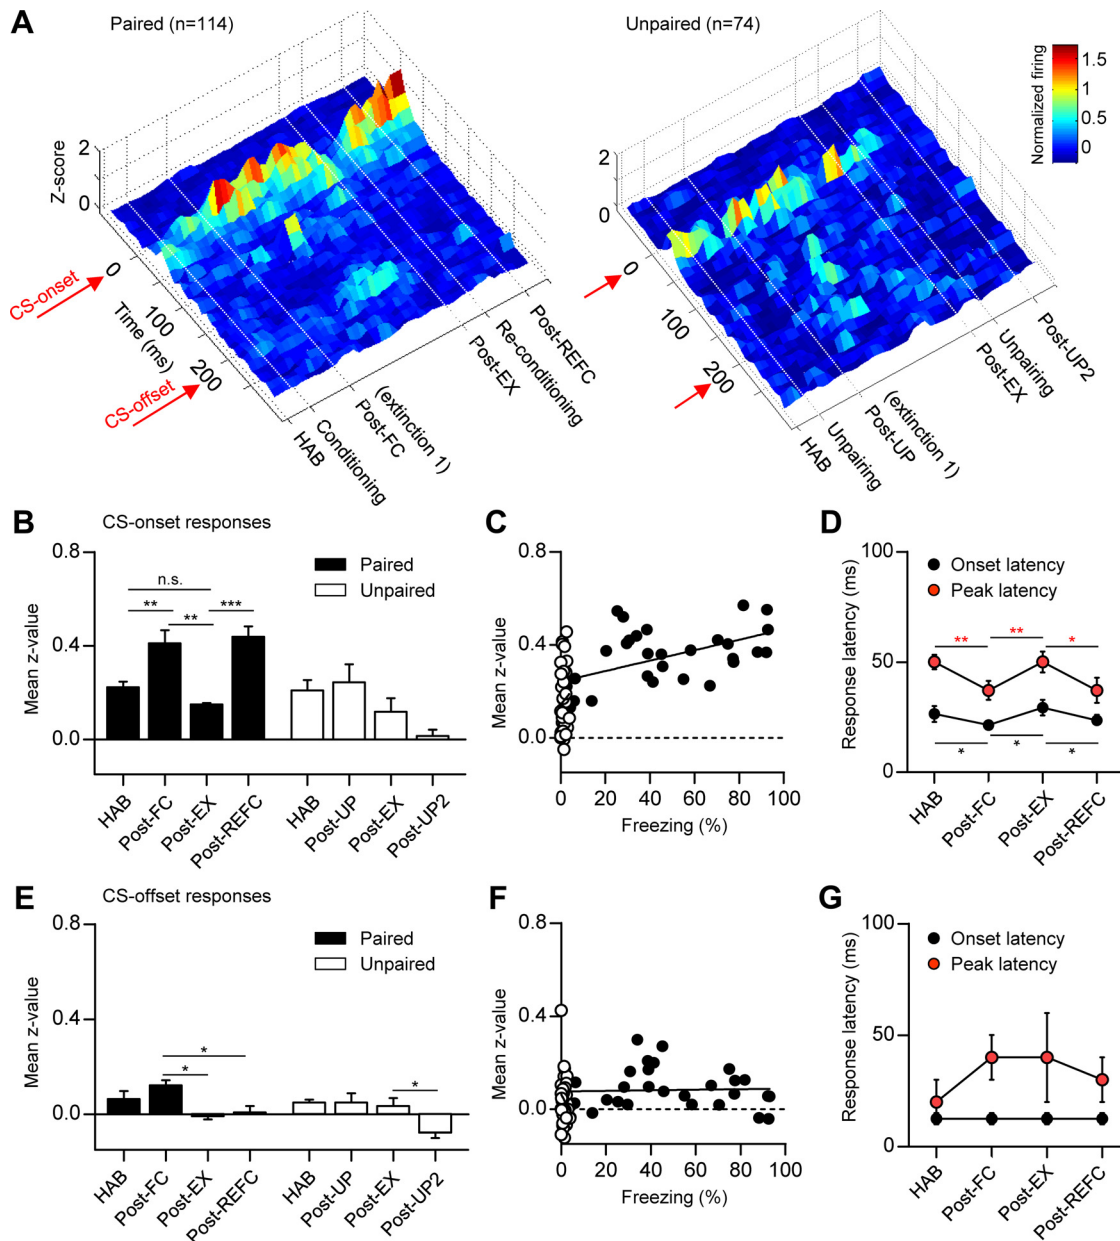 A
Paired (n=114)
Unpaired (n=74)
Z-score
2
0
0
100
200
Time (ms)
CS-onset
CS-offset
HAB
Conditioning
Post-FC
(extinction 1)
Post-EX
Re-conditioning
Post-REFC
2
0
0
100
200
HAB
Unpairing
Post-UP
(extinction 1)
Post-EX
Unpairing
Post-UP2
Normalized firing
1.5
1
0
B
CS-onset responses
Mean z-value
0.8
0.4
0.0
n.s.
** ** ***
Paired
Unpaired
HAB
Post-FC
Post-EX
Post-REFC
HAB
Post-UP
Post-EX
Post-UP2
C
Mean z-value
0.8
0.4
0.0
0 20 40 60 80 100
Freezing (%)
D
Response latency (ms)
100
50
0
Onset latency
Peak latency
** ** *
* * *
HAB
Post-FC
Post-EX
Post-REFC
E
CS-offset responses
Mean z-value
0.8
0.4
0.0
Paired
Unpaired
*
*
*
HAB
Post-FC
Post-EX
Post-REFC
HAB
Post-UP
Post-EX
Post-UP2
F
Mean z-value
0.8
0.4
0.0
0 20 40 60 80 100
Freezing (%)
G
Response latency (ms)
100
50
0
Onset latency
Peak latency
HAB
Post-FC
Post-EX
Post-REFC